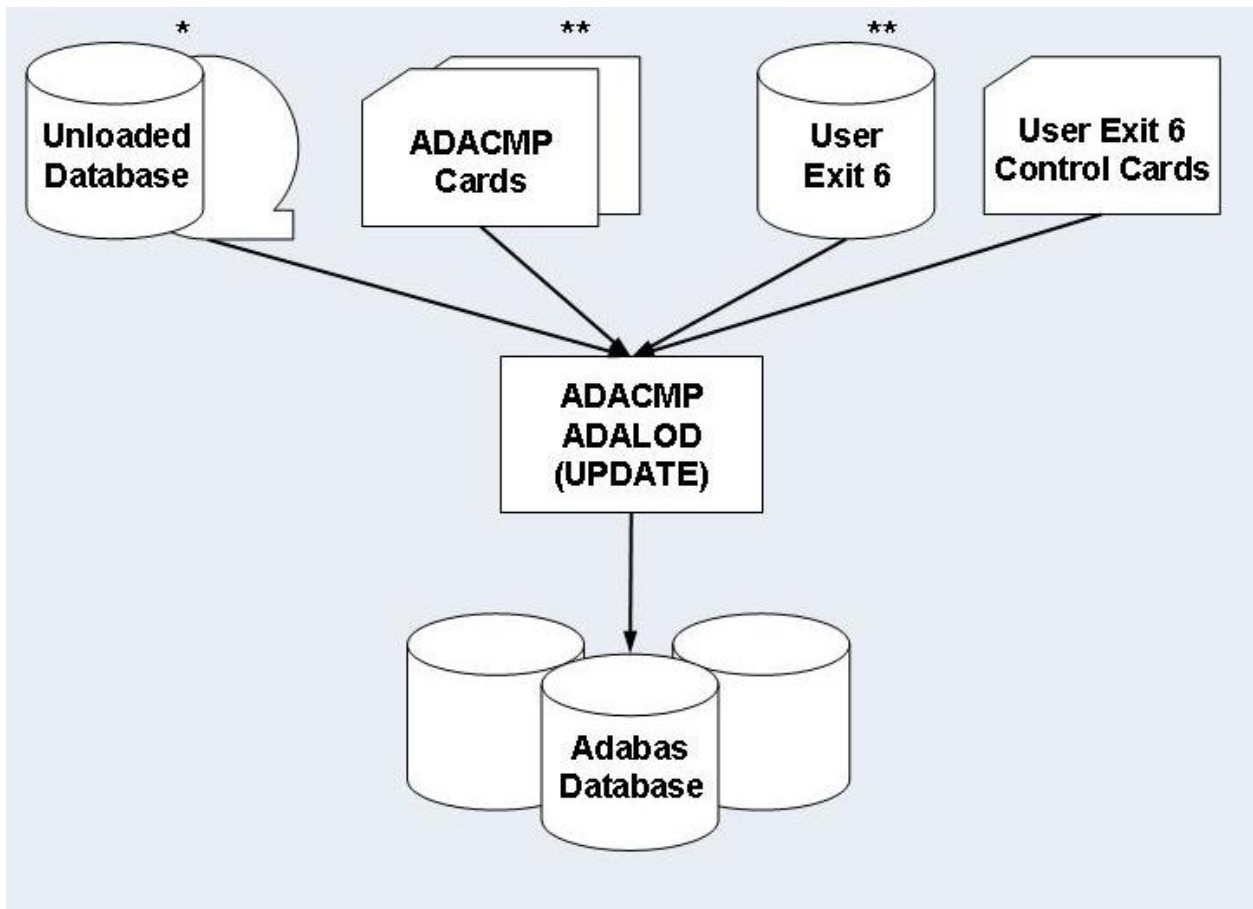 *
**
**
Unloaded
Database
ADACMP
Cards
User
Exit 6
User Exit 6
Control Cards
ADACMP
ADALOD
(UPDATE)
Adabas
Database